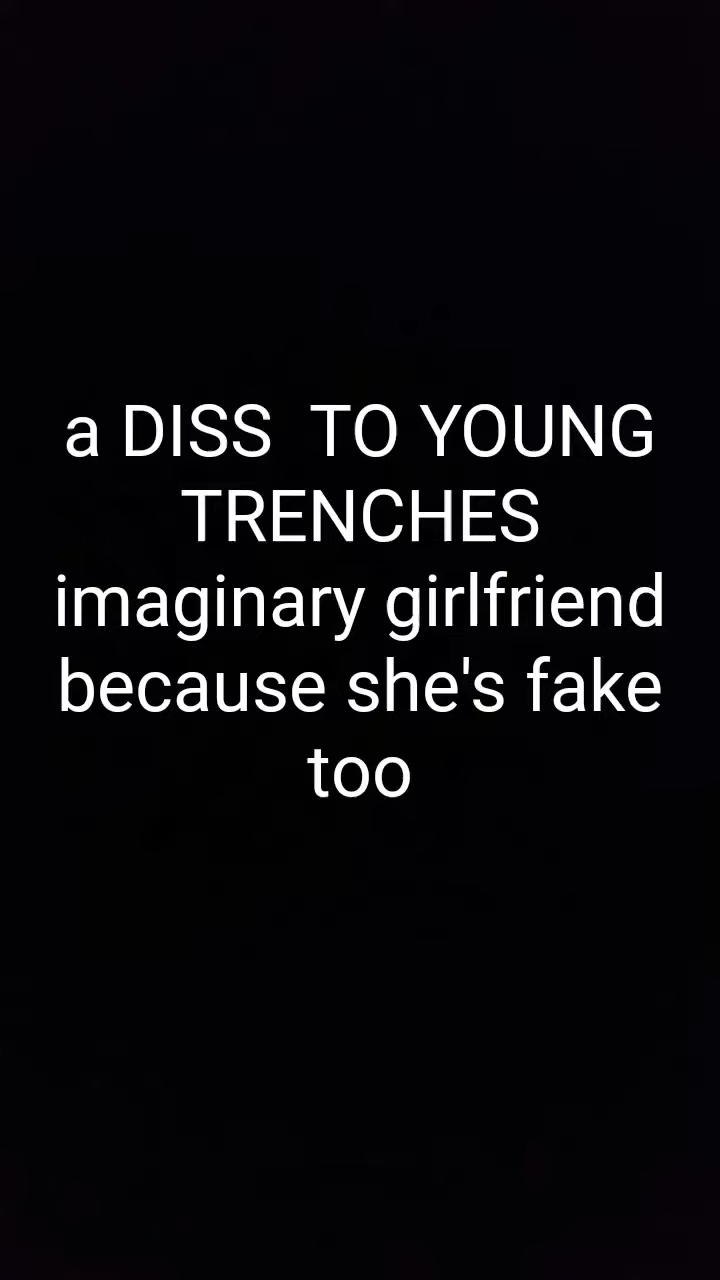 a DISS  TO YOUNG
TRENCHES
imaginary girlfriend
because she's fake
too